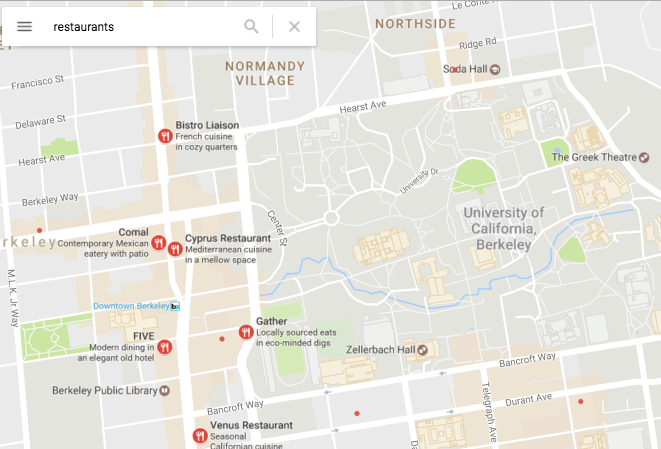 restaurants
NORTHSIDE
Le Conte A
Ridge Rd
Soda Hall
NORMANDY
VILLAGE
Francisco St
Hearst Ave
Delaware St
Bistro Liaison
French cuisine
in cozy quarters
Hearst Ave
The Greek Theatre
University Dr
Berkeley Way
Center St
University of
California,
Berkeley
rkeley
Comal
Contemporary Mexican
eatery with patio
Cyprus Restaurant
Mediterranean cuisine
in a mellow space
M.L.K. Jr Way
Downtown Berkeley
Gather
Locally sourced eats
in eco-minded digs
FIVE
Modern dining in
an elegant old hotel
Zellerbach Hall
Bancroft Way
Berkeley Public Library
Telegraph Ave
Durant Ave
Bancroft Way
Venus Restaurant
Seasonal
Californian cuisine
Da